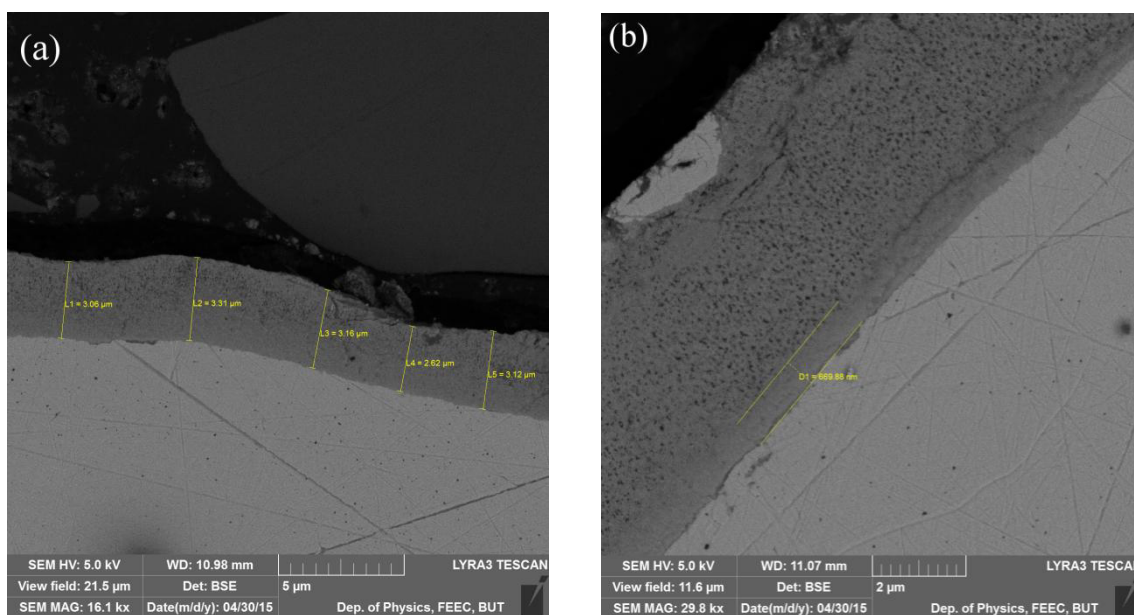 (a)
L1 = 3.06 µm
L2 = 3.31 µm
L3 = 3.16 µm
L4 = 2.62 µm
L5 = 3.12 µm
SEM HV: 5.0 kV WD: 10.98 mm LYRA3 TESCAN
View field: 21.5 µm Det: BSE 5 µm
SEM MAG: 16.1 kx Date(m/d/y): 04/30/15 Dep. of Physics, FEEC, BUT
(b)
D1 = 669.88 nm
SEM HV: 5.0 kV WD: 11.07 mm LYRA3 TESCAN
View field: 11.6 µm Det: BSE 2 µm
SEM MAG: 29.8 kx Date(m/d/y): 04/30/15 Dep. of Physics, FEEC, BUT